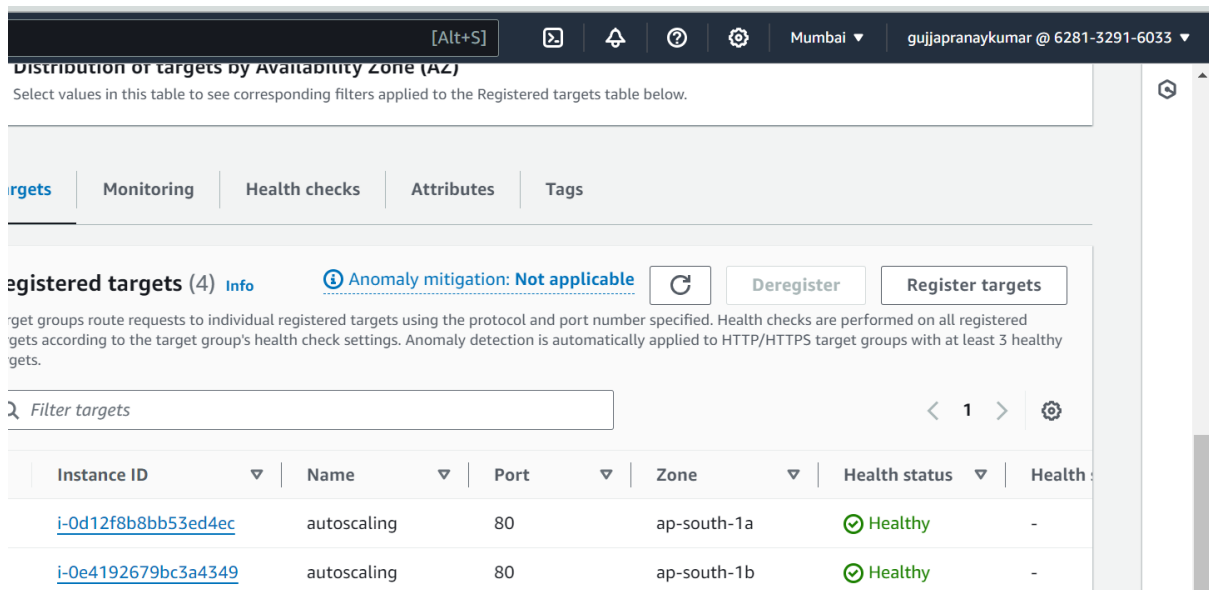 [Alt+S] Mumbai ▼ gujjapranaykumar @ 6281-3291-6033 ▼
Distribution of targets by Availability Zone (AZ)
Select values in this table to see corresponding filters applied to the Registered targets table below.
rgets Monitoring Health checks Attributes Tags
egistered targets (4) Info Anomaly mitigation: Not applicable Deregister Register targets
rget groups route requests to individual registered targets using the protocol and port number specified. Health checks are performed on all registered
rgets according to the target group's health check settings. Anomaly detection is automatically applied to HTTP/HTTPS target groups with at least 3 healthy
rgets.
Filter targets 1
Instance ID Name Port Zone Health status Health
i-0d12f8b8bb53ed4ec autoscaling 80 ap-south-1a Healthy -
i-0e4192679bc3a4349 autoscaling 80 ap-south-1b Healthy -